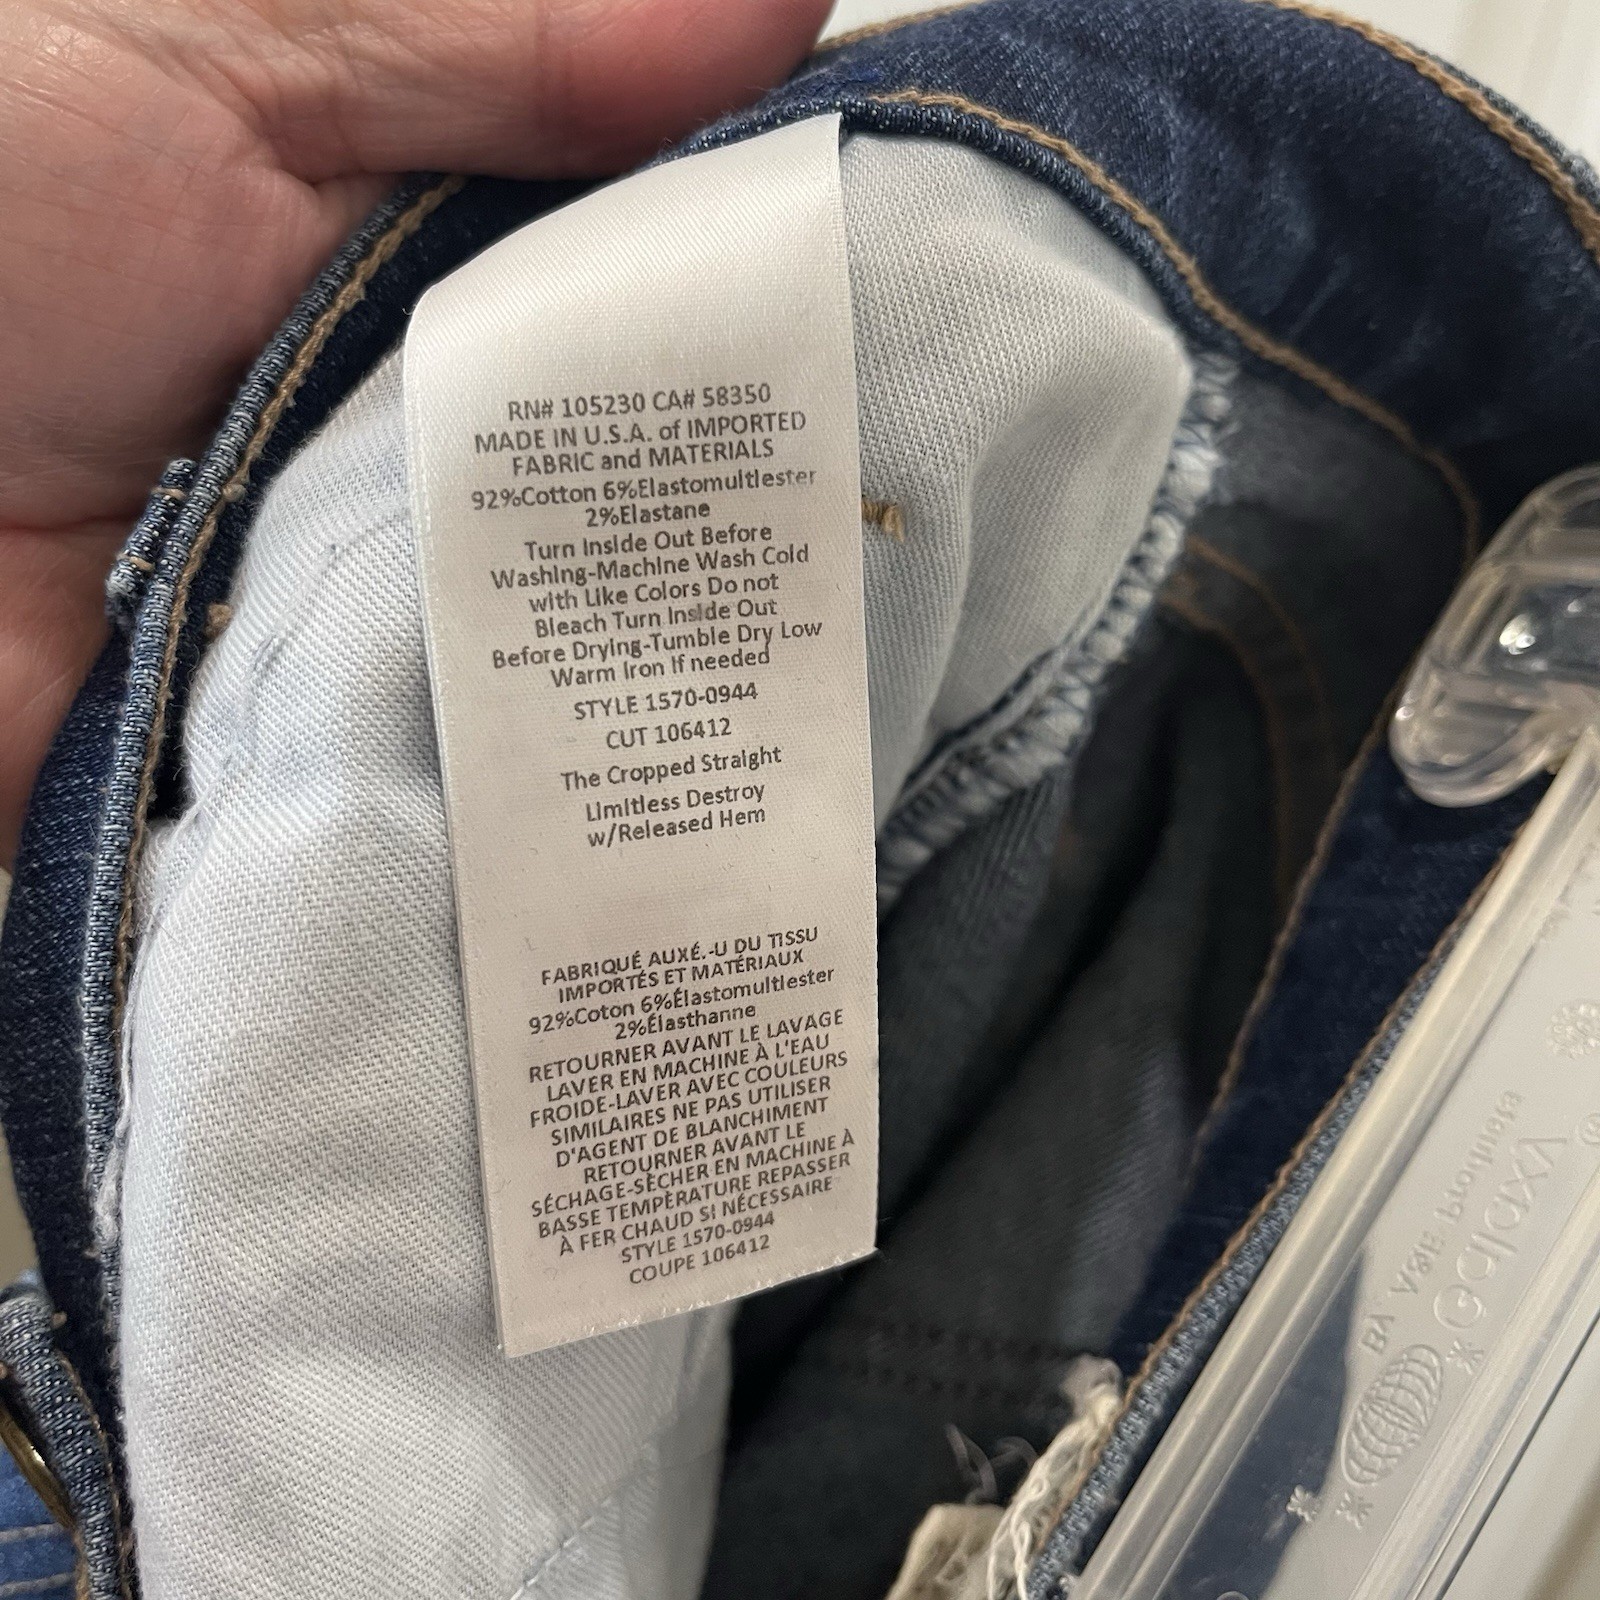 RN# 105230 CA# 58350
MADE IN U.S.A. of IMPORTED
FABRIC and MATERIALS
92%Cotton 6%Elastomultiester
2%Elastane
Turn Inside Out Before
Washing-Machine Wash Cold
with Like Colors Do not
Bleach Turn Inside Out
Before Drying-Tumble Dry Low
Warm Iron If needed
STYLE 1570-0944
CUT 106412
The Cropped Straight
Limitless Destroy
w/Released Hem
FABRIQUÉ AUXÉ.-U DU TISSU
IMPORTÉS ET MATÉRIAUX
92%Coton 6%Élastomultiester
2%Élasthanne
RETOURNER AVANT LE LAVAGE
LAVER EN MACHINE À L'EAU
FROIDE-LAVER AVEC COULEURS
SIMILAIRES NE PAS UTILISER
D'AGENT DE BLANCHIMENT
RETOURNER AVANT LE
SÉCHAGE-SÈCHER EN MACHINE À
BASSE TEMPÈRATURE REPASSER
À FER CHAUD SI NÉCESSAIRE
STYLE 1570-0944
COUPE 106412